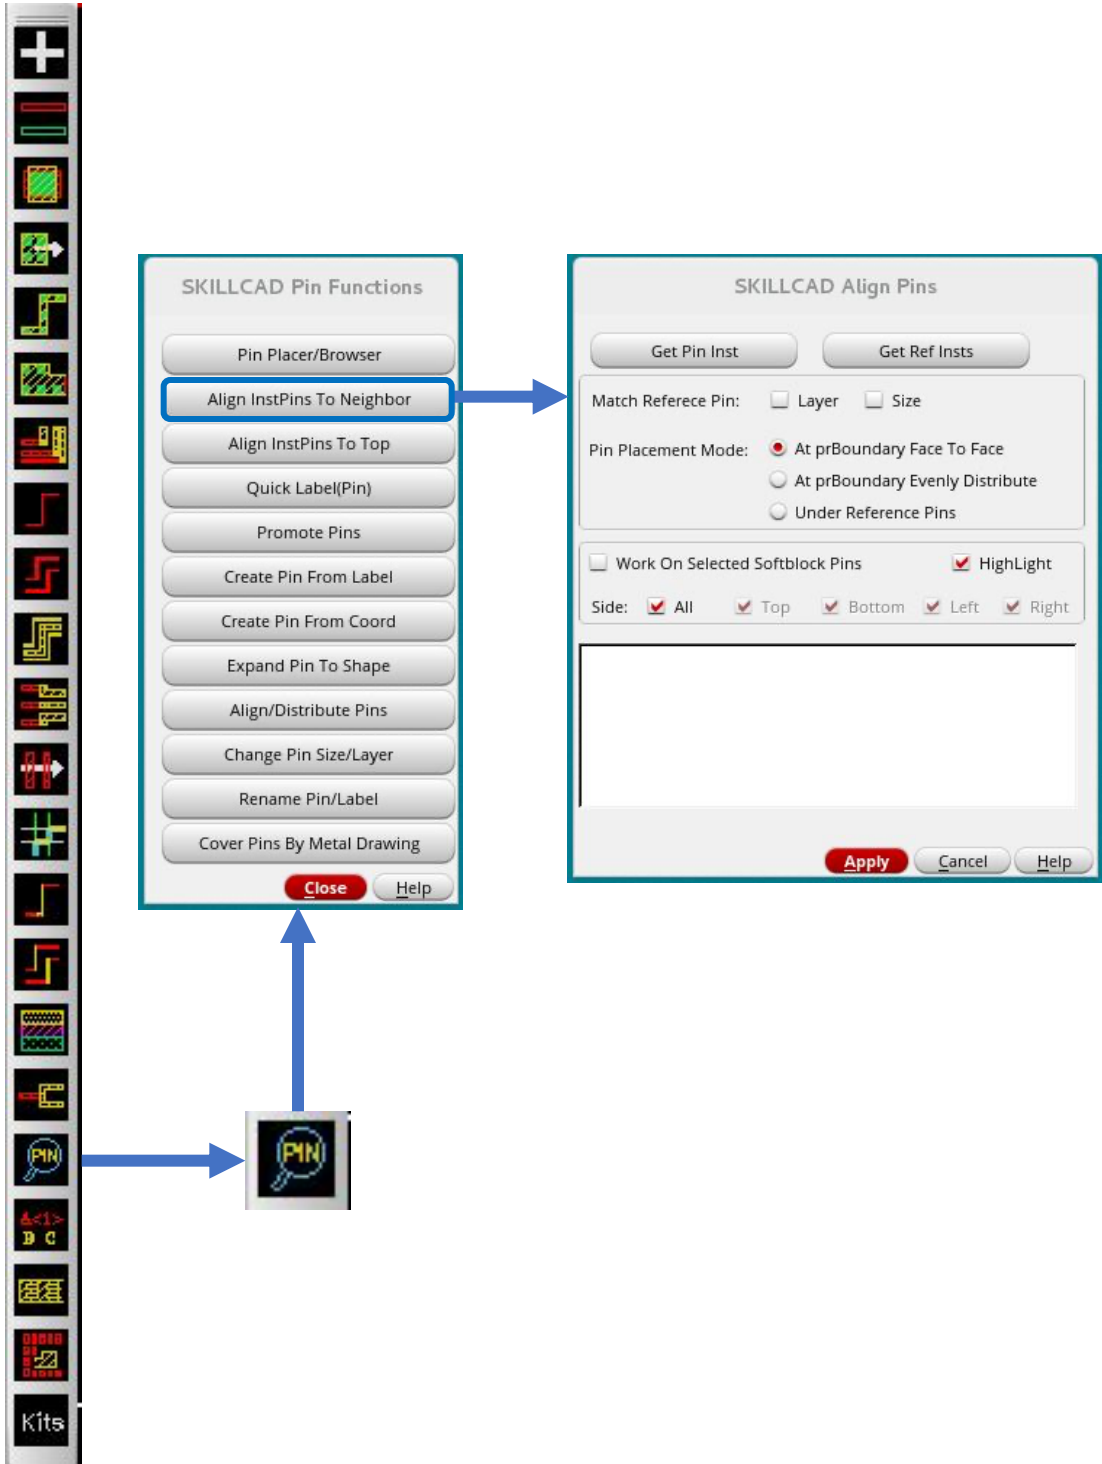 SKILLCAD Pin Functions
Pin Placer/Browser
Align InstPins To Neighbor
Align InstPins To Top
Quick Label(Pin)
Promote Pins
Create Pin From Label
Create Pin From Coord
Expand Pin To Shape
Align/Distribute Pins
Change Pin Size/Layer
Rename Pin/Label
Cover Pins By Metal Drawing
Close Help
SKILLCAD Align Pins
Get Pin Inst Get Ref Insts
Match Referece Pin: Layer Size
Pin Placement Mode: At prBoundary Face To Face
At prBoundary Evenly Distribute
Under Reference Pins
Work On Selected Softblock Pins HighLight
Side: All Top Bottom Left Right
Apply Cancel Help
PIN
PIN
A<1>
B C
Kits